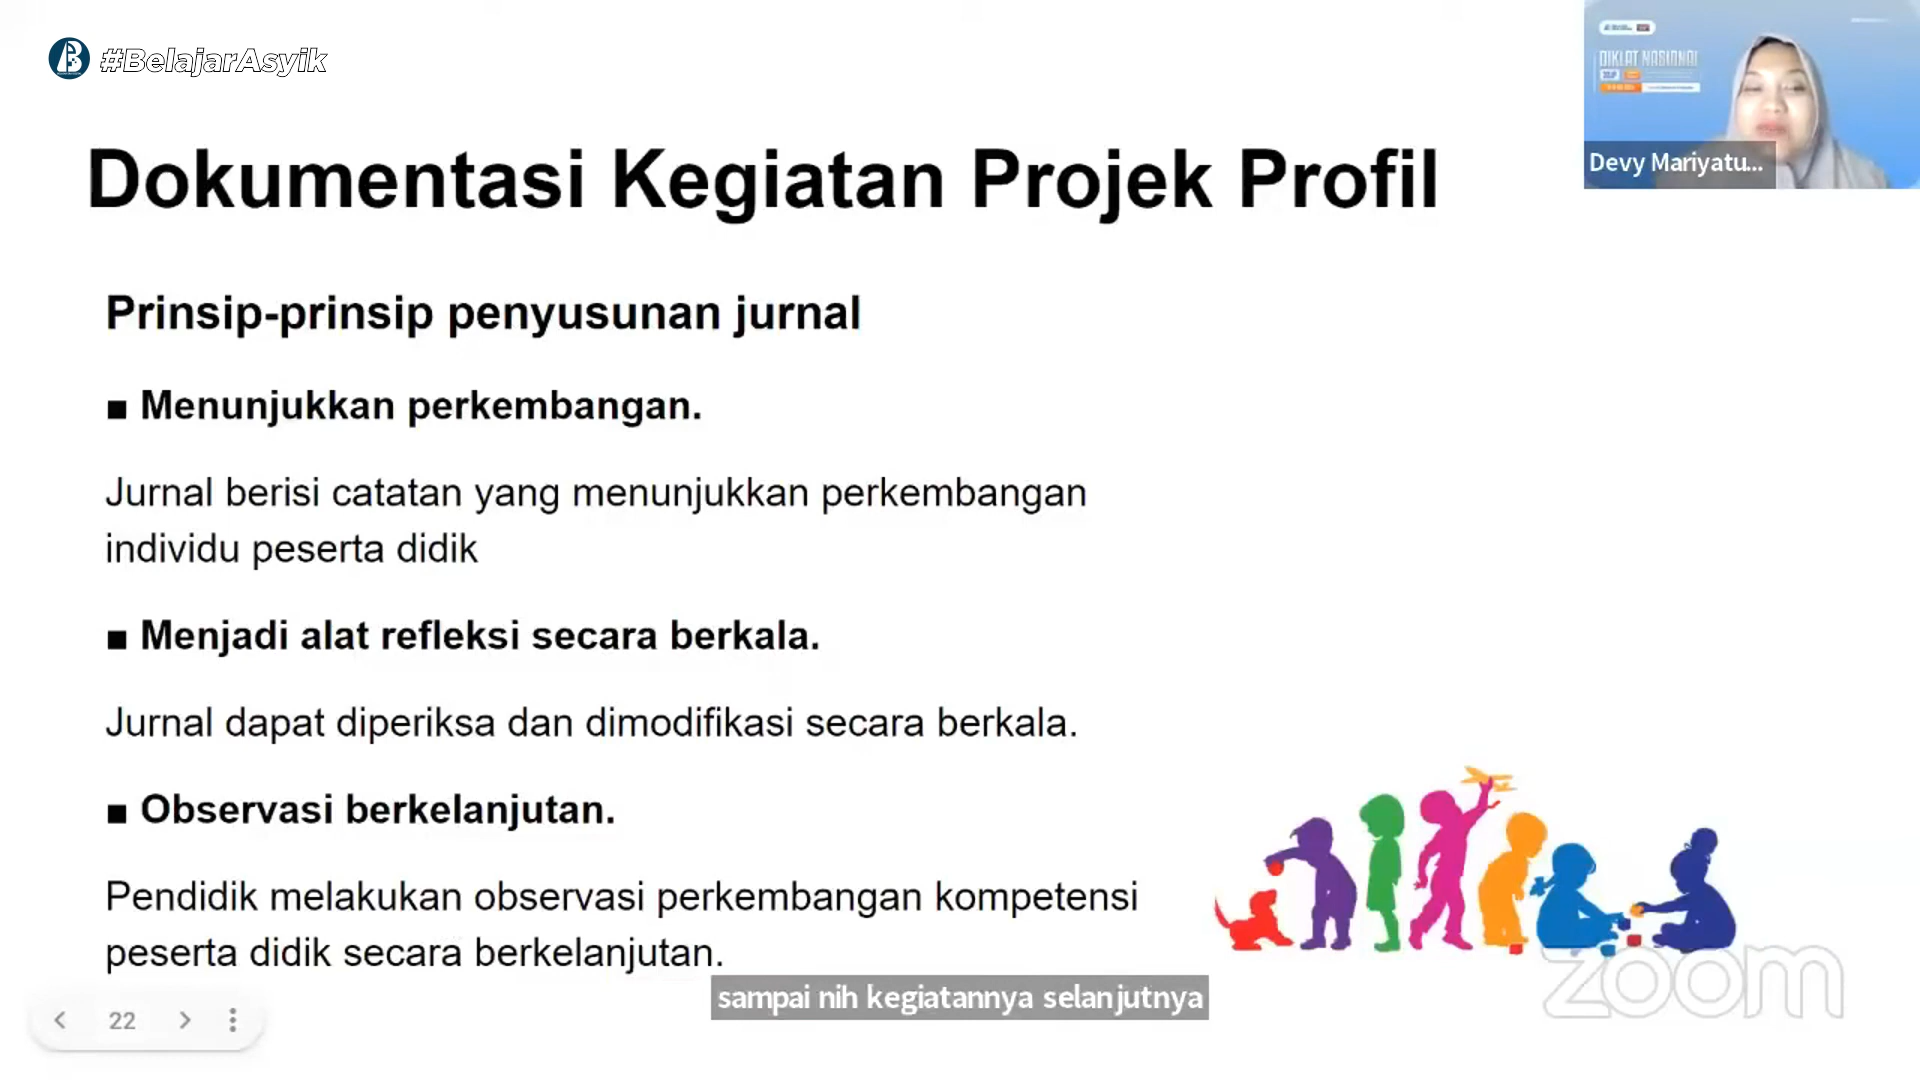 #BelajarAsyik
DIKLAT NASIONAL
Devy Mariyatu...
Dokumentasi Kegiatan Projek Profil
Prinsip-prinsip penyusunan jurnal
■ Menunjukkan perkembangan.
Jurnal berisi catatan yang menunjukkan perkembangan
individu peserta didik
■ Menjadi alat refleksi secara berkala.
Jurnal dapat diperiksa dan dimodifikasi secara berkala.
■ Observasi berkelanjutan.
Pendidik melakukan observasi perkembangan kompetensi
peserta didik secara berkelanjutan.
sampai nih kegiatannya selanjutnya
zoom
22